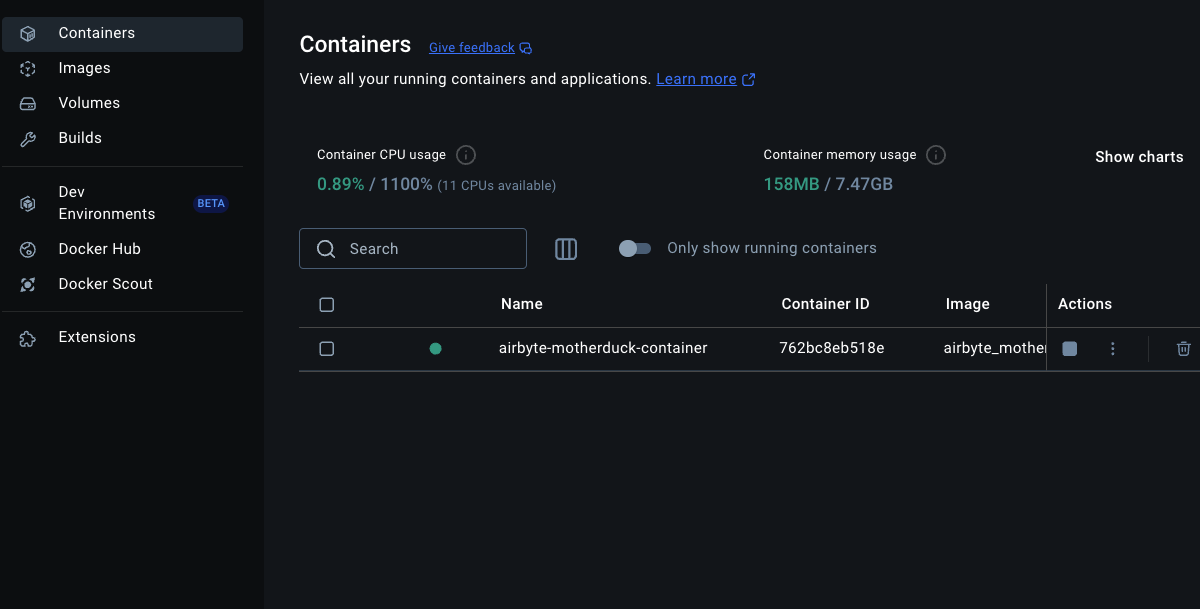 Containers
Images
Volumes
Builds
Dev
Environments BETA
Docker Hub
Docker Scout
Extensions
Containers Give feedback
View all your running containers and applications. Learn more
Container CPU usage
0.89% / 1100% (11 CPUs available)
Container memory usage
158MB / 7.47GB
Show charts
Search
Only show running containers
Name Container ID Image Actions
airbyte-motherduck-container 762bc8eb518e airbyte_mother